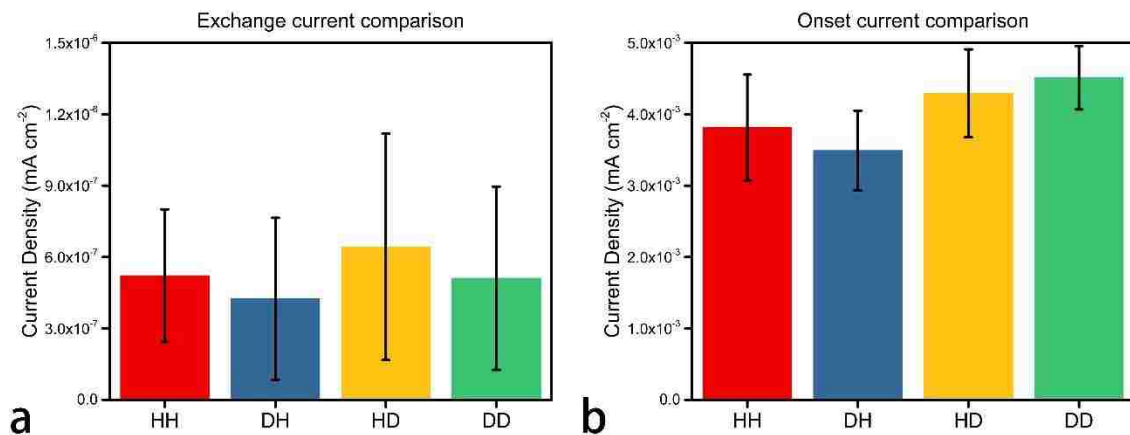 Exchange current comparison
1.5x10⁻⁶
1.2x10⁻⁶
9.0x10⁻⁷
6.0x10⁻⁷
3.0x10⁻⁷
0.0
Current Density (mA cm⁻²)
HH DH HD DD
a
Onset current comparison
5.0x10⁻³
4.0x10⁻³
3.0x10⁻³
2.0x10⁻³
1.0x10⁻³
0.0
Current Density (mA cm⁻²)
HH DH HD DD
b